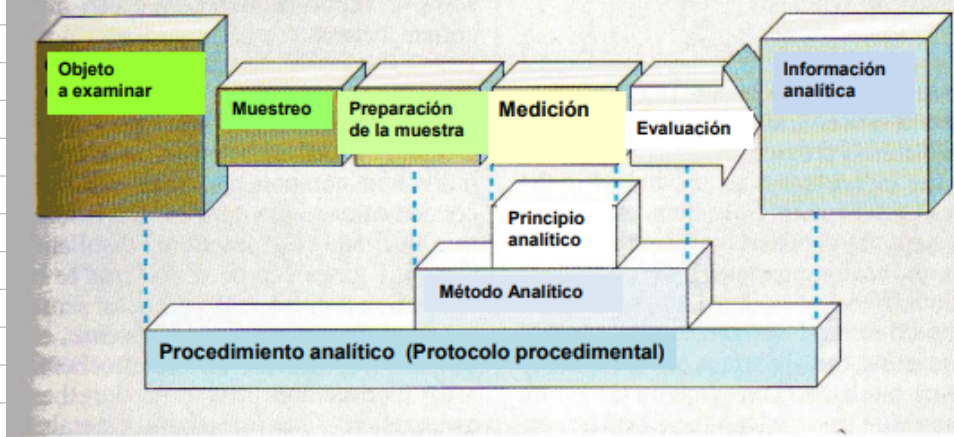 Objeto
a examinar
Muestreo
Preparación
de la muestra
Medición
Evaluación
Información
analítica
Principio
analítico
Método Analítico
Procedimiento analítico (Protocolo procedimental)